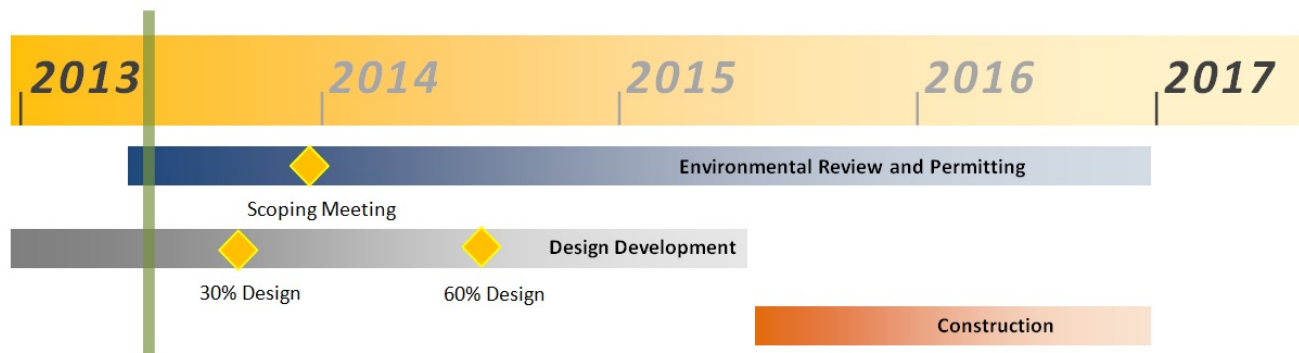 2013
2014
2015
2016
2017
Environmental Review and Permitting
Scoping Meeting
Design Development
30% Design
60% Design
Construction